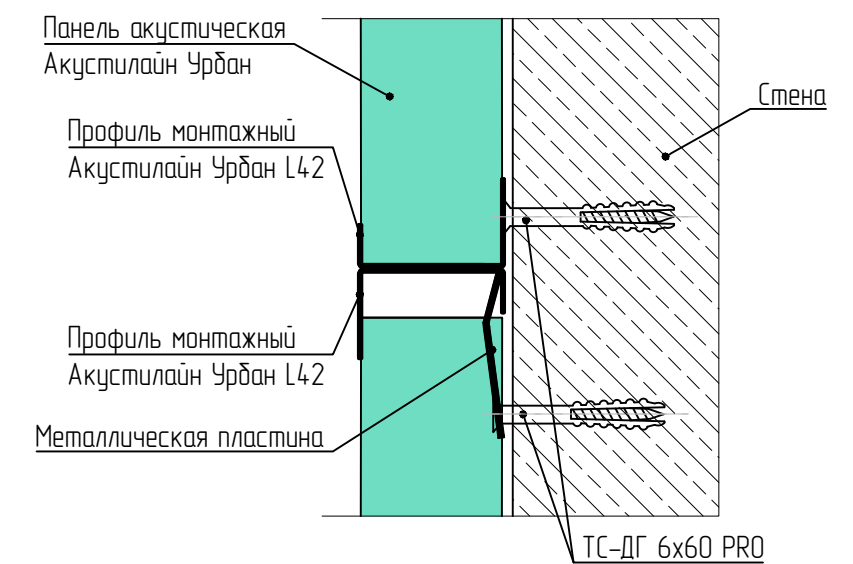 Панель акустическая
Акустилайн Урбан
Стена
Профиль монтажный
Акустилайн Урбан L42
Профиль монтажный
Акустилайн Урбан L42
Металлическая пластина
ТС-ДГ 6х60 PRO